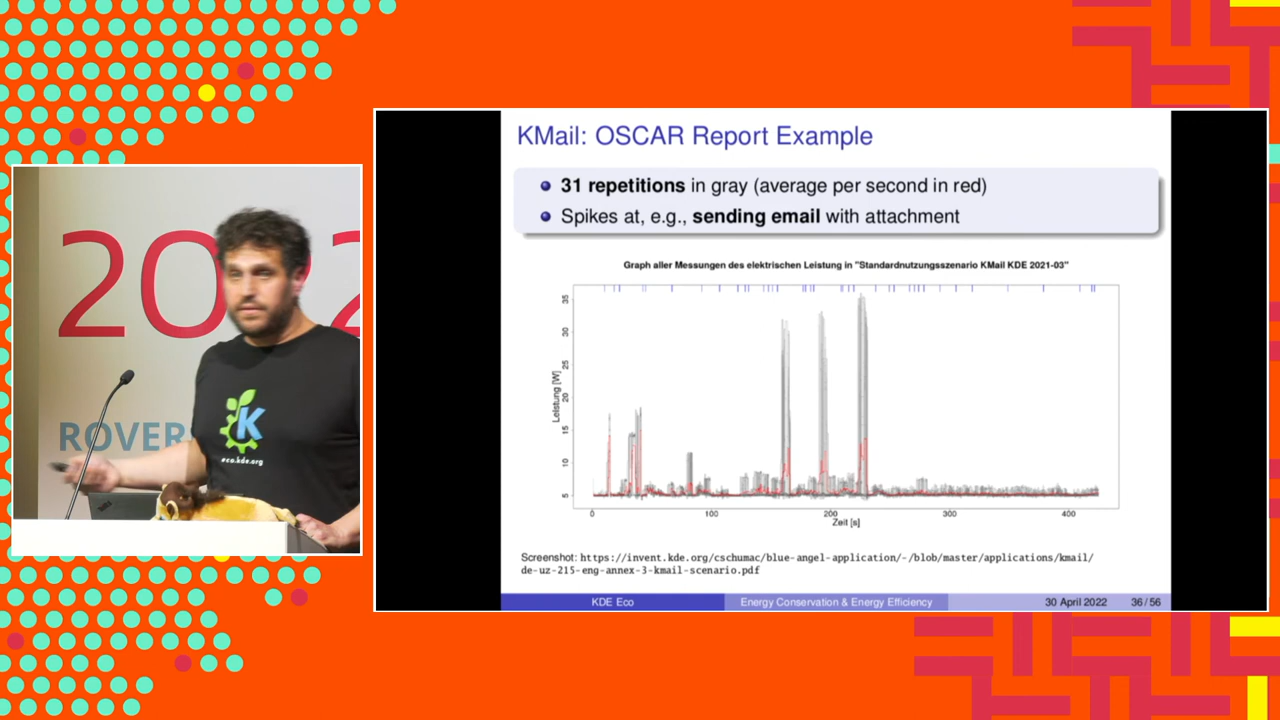 KMail: OSCAR Report Example
31 repetitions in gray (average per second in red)
Spikes at, e.g., sending email with attachment
Graph aller Messungen des elektrischen Leistung in "Standardnutzungsszenario KMail KDE 2021-03"
Leistung [W]
35
30
25
20
15
10
5
0
100
200
300
400
Zeit [s]
Screenshot: https://invent.kde.org/cschumac/blue-angel-application/-/blob/master/applications/kmail/
de-uz-215-eng-annex-3-kmail-scenario.pdf
KDE Eco
Energy Conservation & Energy Efficiency
30 April 2022
36 / 56
20 2
ROVER
K
eco.kde.org